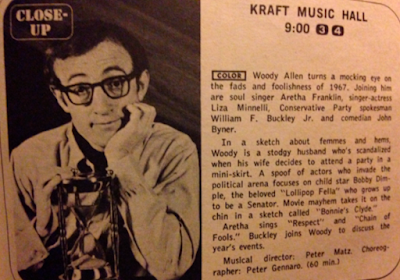 CLOSE-
UP
KRAFT MUSIC HALL
9:00 3 4
COLOR Woody Allen turns a mocking eye on
the fads and foolishness of 1967. Joining him
are soul singer Aretha Franklin, singer-actress
Liza Minnelli, Conservative Party spokesman
William F. Buckley Jr. and comedian John
Byner.
In a sketch about femmes and hems,
Woody is a stodgy husband who's scandalized
when his wife decides to attend a party in a
mini-skirt. A spoof of actors who invade the
political arena focuses on child star Bobby Dim-
ple, the beloved "Lollipop Fella" who grows up
to be a Senator. Movie mayhem takes it on the
chin in a sketch called "Bonnie's Clyde."
Aretha sings "Respect" and "Chain of
Fools." Buckley joins Woody to discuss the
year's events.
Musical director: Peter Matz. Choreog-
rapher: Peter Gennaro. (60 min.)